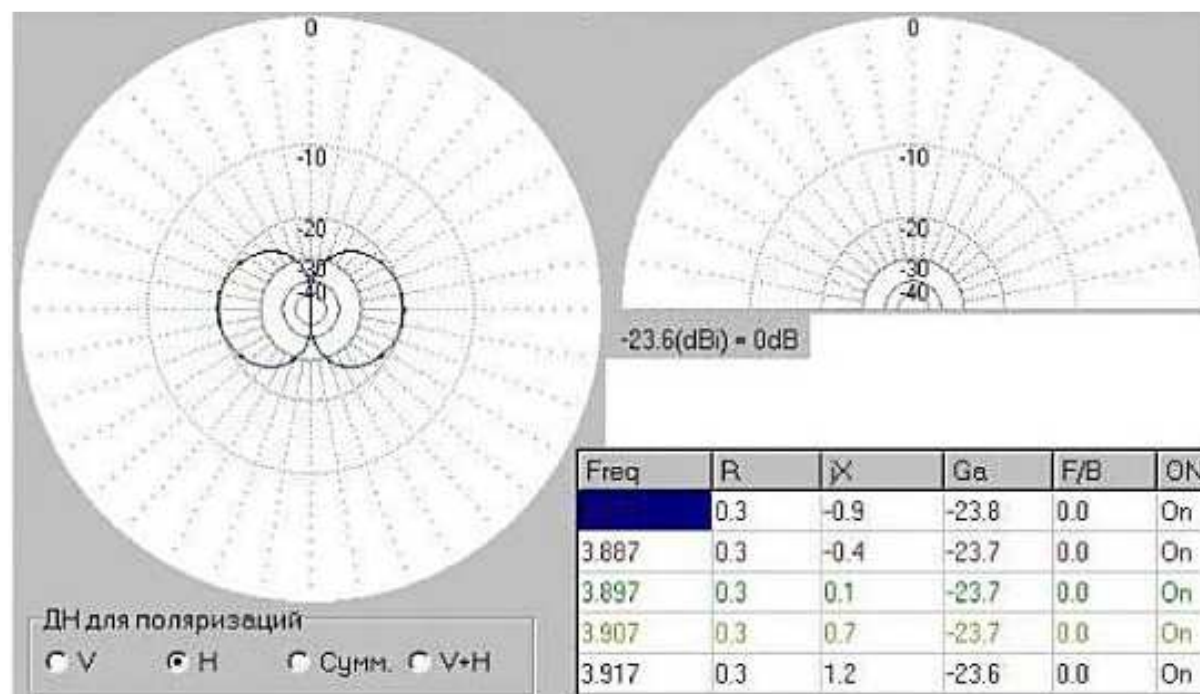 0
-10
-20
-30
-40
0
-10
-20
-30
-40
-23.6(dBi) = 0dB
Freq R jX Ga F/B ON
0.3 -0.9 -23.8 0.0 On
3.887 0.3 -0.4 -23.7 0.0 On
3.897 0.3 0.1 -23.7 0.0 On
3.907 0.3 0.7 -23.7 0.0 On
3.917 0.3 1.2 -23.6 0.0 On
ДН для поляризаций
V H Сумм. V+H